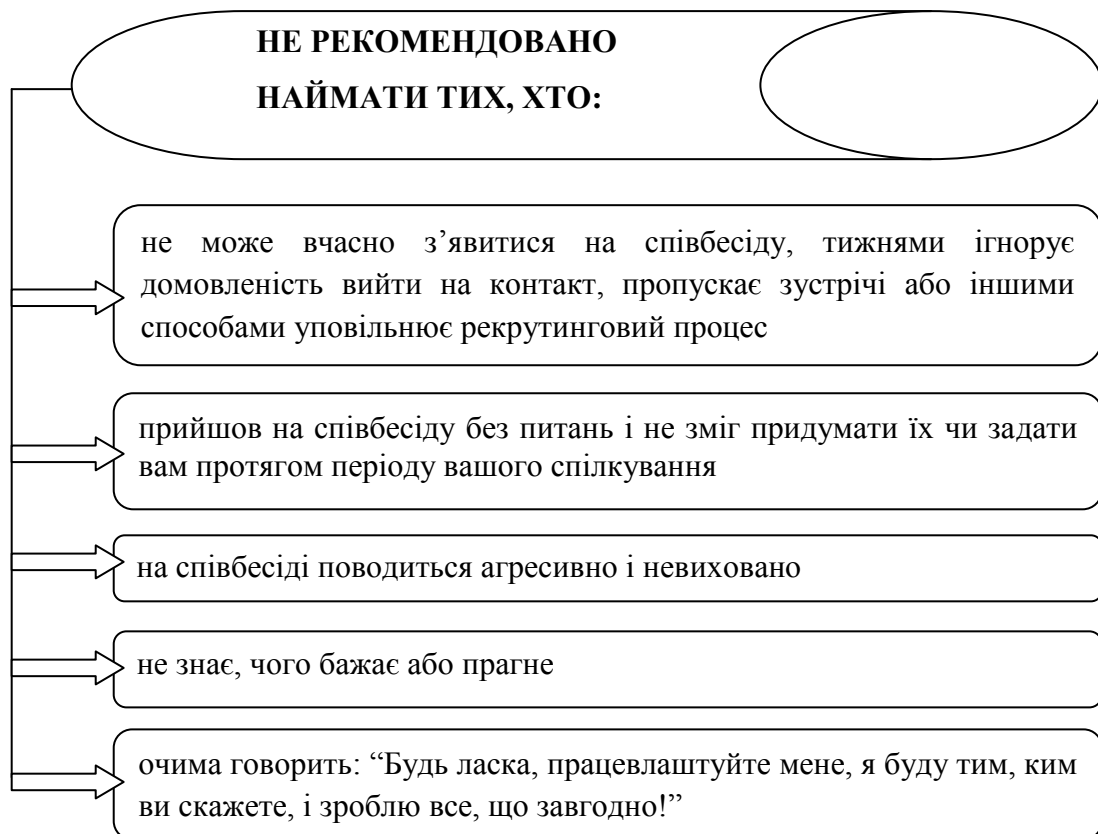 НЕ РЕКОМЕНДОВАНО
НАЙМАТИ ТИХ, ХТО:
не може вчасно з’явитися на співбесіду, тижнями ігнорує
домовленість вийти на контакт, пропускає зустрічі або іншими
способами уповільнює рекрутинговий процес
прийшов на співбесіду без питань і не зміг придумати їх чи задати
вам протягом періоду вашого спілкування
на співбесіді поводиться агресивно і невиховано
не знає, чого бажає або прагне
очима говорить: “Будь ласка, працевлаштуйте мене, я буду тим, ким
ви скажете, і зроблю все, що завгодно!”